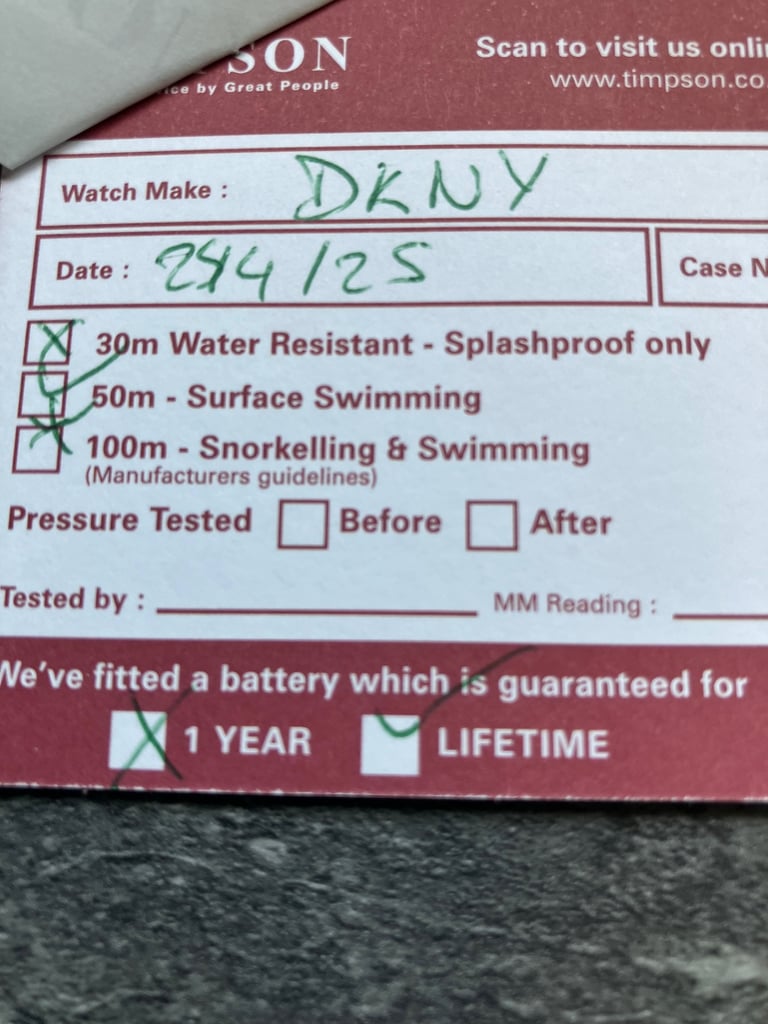 SON
ice by Great People
Scan to visit us onlin
www.timpson.co.
Watch Make : DKNY
Date : 24/4/25
Case N
30m Water Resistant - Splashproof only
50m - Surface Swimming
100m - Snorkelling & Swimming
(Manufacturers guidelines)
Pressure Tested Before After
Tested by : MM Reading :
We've fitted a battery which is guaranteed for
1 YEAR LIFETIME